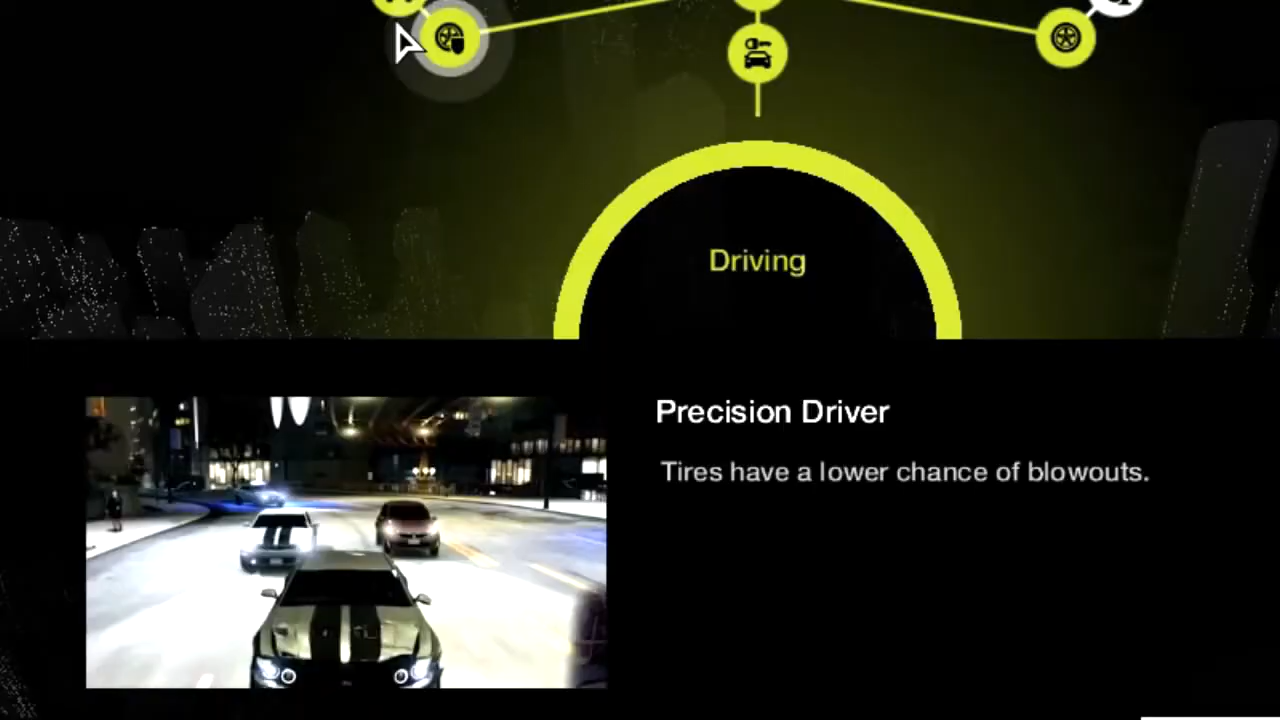 Driving
Precision Driver
Tires have a lower chance of blowouts.